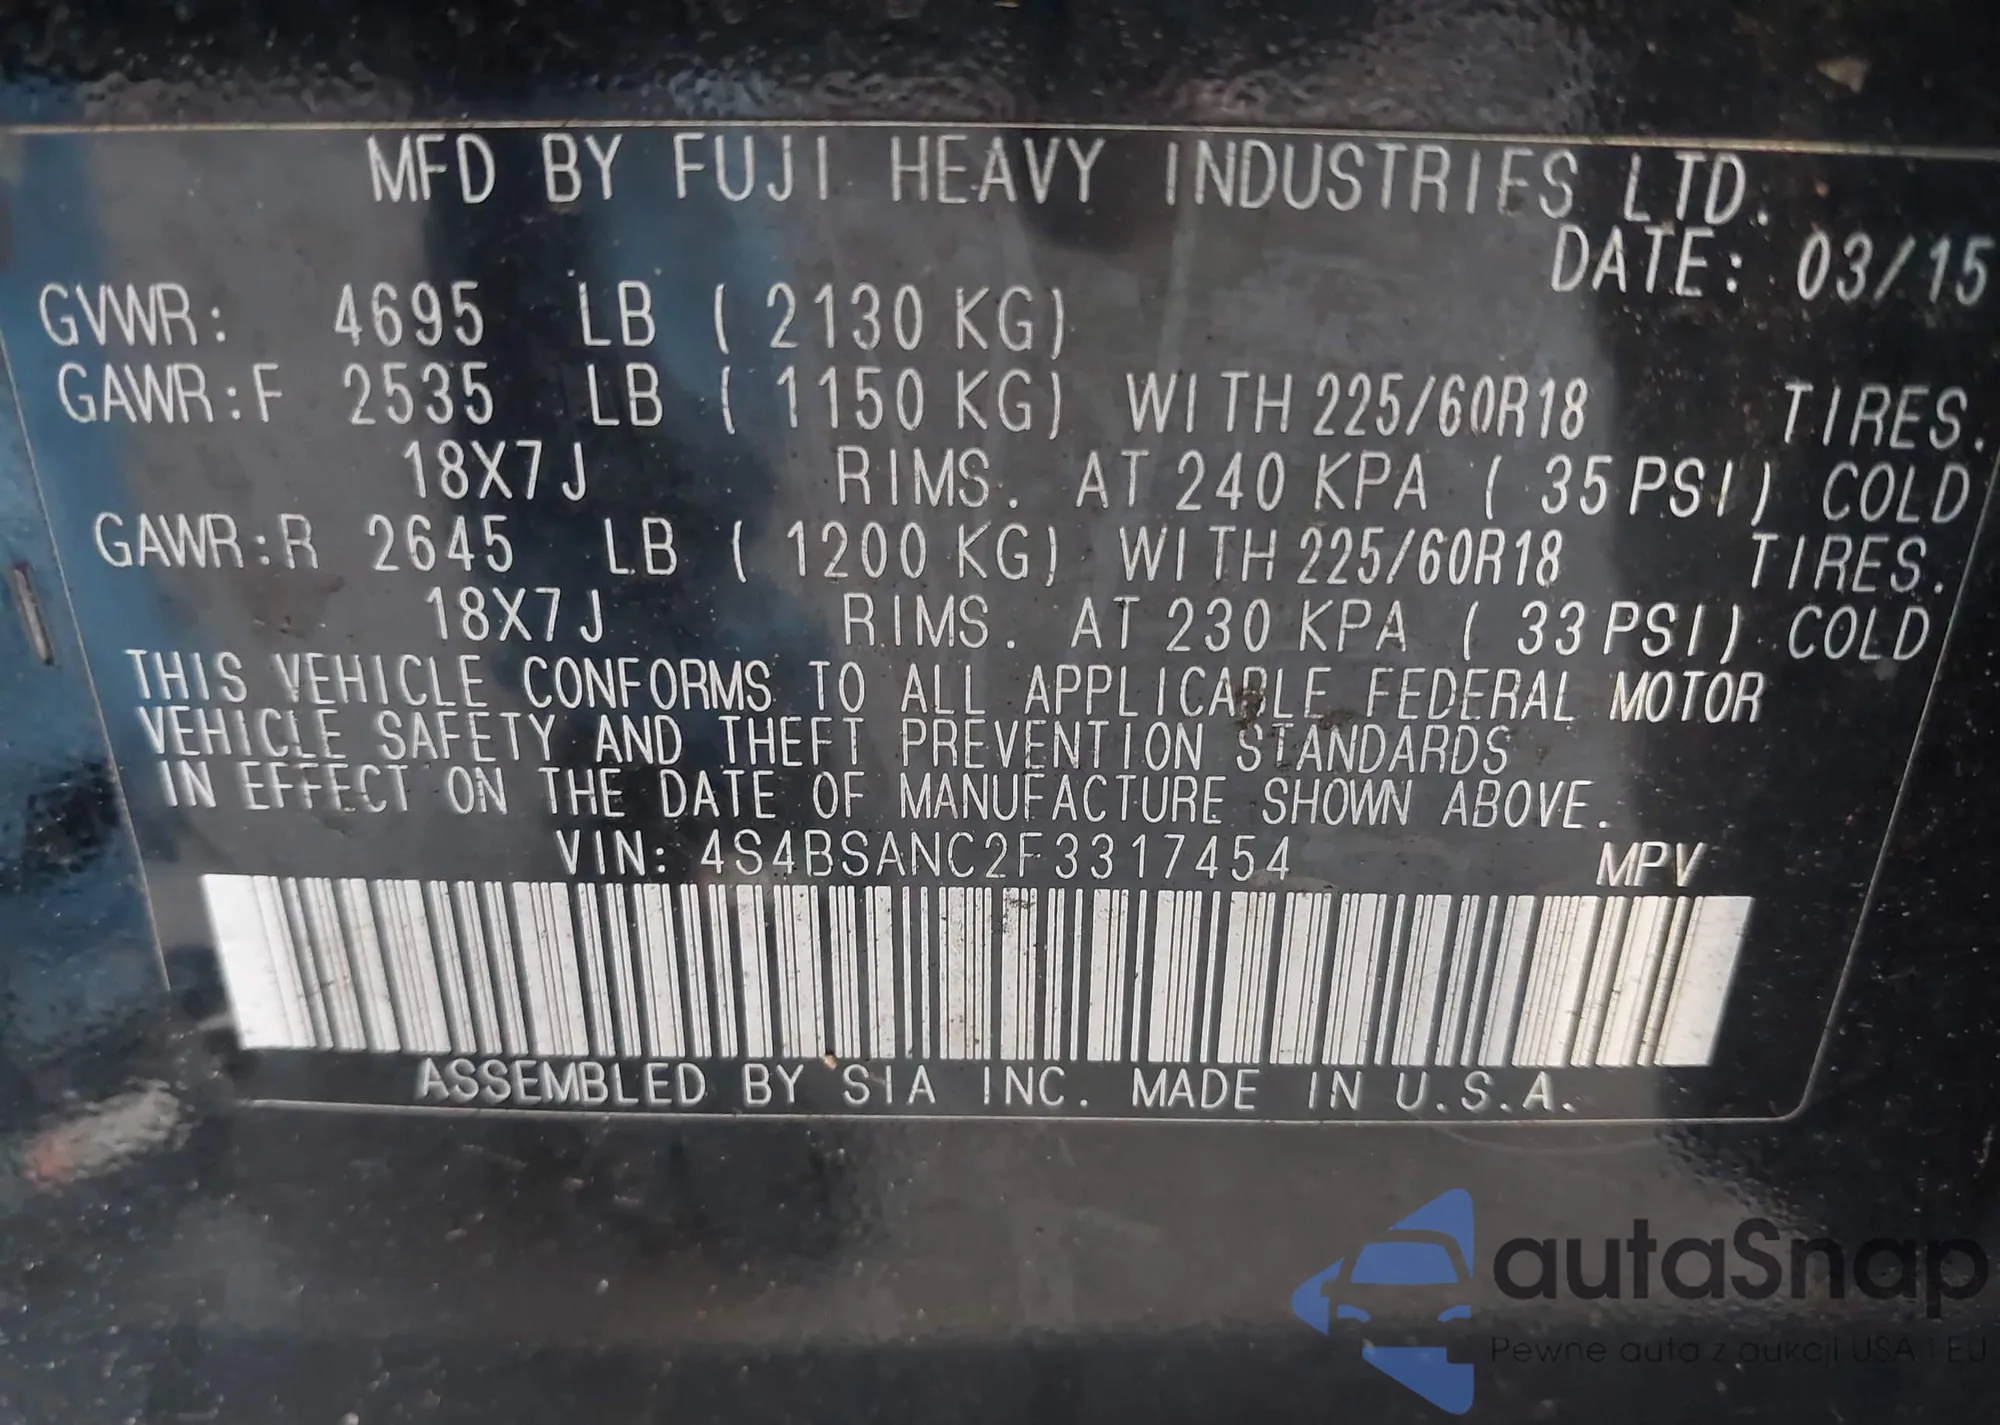 MFD BY FUJI HEAVY INDUSTRIES LTD.
DATE: 03/15
GVWR: 4695 LB ( 2130 KG)
GAWR:F 2535 LB ( 1150 KG) WITH 225/60R18 TIRES.
18X7J RIMS. AT 240 KPA ( 35 PSI) COLD
GAWR:R 2645 LB ( 1200 KG) WITH 225/60R18 TIRES.
18X7J RIMS. AT 230 KPA ( 33 PSI) COLD
THIS VEHICLE CONFORMS TO ALL APPLICABLE FEDERAL MOTOR
VEHICLE SAFETY AND THEFT PREVENTION STANDARDS
IN EFFECT ON THE DATE OF MANUFACTURE SHOWN ABOVE.
VIN: 4S4BSANC2F3317454 MPV
ASSEMBLED BY SIA INC. MADE IN U.S.A.
autaSnap
Pewne auta z aukcji USA i EU